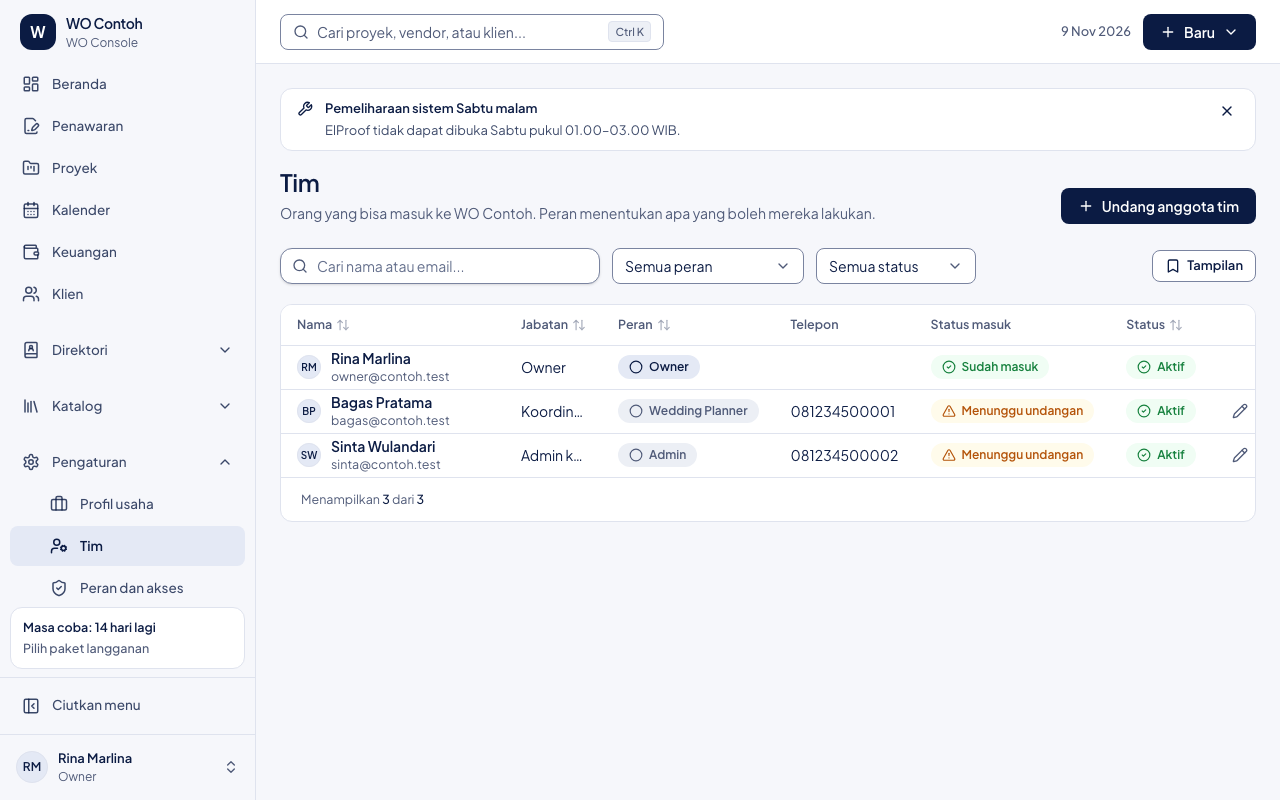 W
WO Contoh
WO Console
Beranda
Penawaran
Proyek
Kalender
Keuangan
Klien
Direktori
Katalog
Pengaturan
Profil usaha
Tim
Peran dan akses
Masa coba: 14 hari lagi
Pilih paket langganan
Ciutkan menu
RM
Rina Marlina
Owner
Cari proyek, vendor, atau klien...
Ctrl K
9 Nov 2026
Baru
Pemeliharaan sistem Sabtu malam
ElProof tidak dapat dibuka Sabtu pukul 01.00–03.00 WIB.
Tim
Orang yang bisa masuk ke WO Contoh. Peran menentukan apa yang boleh mereka lakukan.
Undang anggota tim
Cari nama atau email...
Semua peran
Semua status
Tampilan
Nama Jabatan Peran Telepon Status masuk Status
RM Rina Marlina Owner Owner Sudah masuk Aktif
owner@contoh.test
BP Bagas Pratama Koordin... Wedding Planner 081234500001 Menunggu undangan Aktif
bagas@contoh.test
SW Sinta Wulandari Admin k... Admin 081234500002 Menunggu undangan Aktif
sinta@contoh.test
Menampilkan 3 dari 3